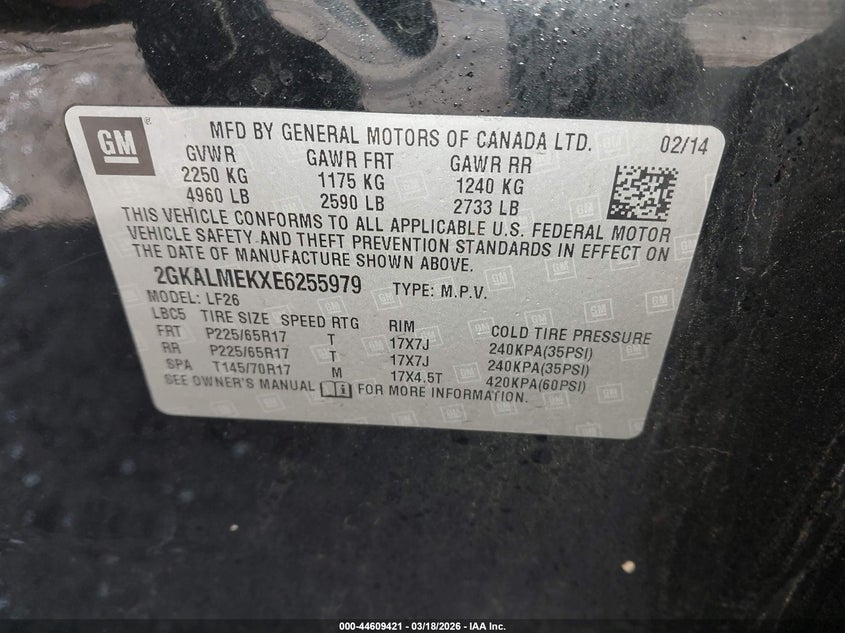 GM
MFD BY GENERAL MOTORS OF CANADA LTD. 02/14
GVWR GAWR FRT GAWR RR
2250 KG 1175 KG 1240 KG
4960 LB 2590 LB 2733 LB
THIS VEHICLE CONFORMS TO ALL APPLICABLE U.S. FEDERAL MOTOR
VEHICLE SAFETY AND THEFT PREVENTION STANDARDS IN EFFECT ON
THE DATE OF MANUFACTURE SHOWN ABOVE.
2GKALMEKXE6255979 TYPE: M.P.V.
MODEL: LF26
LBC5 TIRE SIZE SPEED RTG RIM COLD TIRE PRESSURE
FRT P225/65R17 T 17X7J 240KPA(35PSI)
RR P225/65R17 T 17X7J 240KPA(35PSI)
SPA T145/70R17 M 17X4.5T 420KPA(60PSI)
SEE OWNER'S MANUAL FOR MORE INFORMATION.
000-44609421 - 03/18/2026 - IAA Inc.